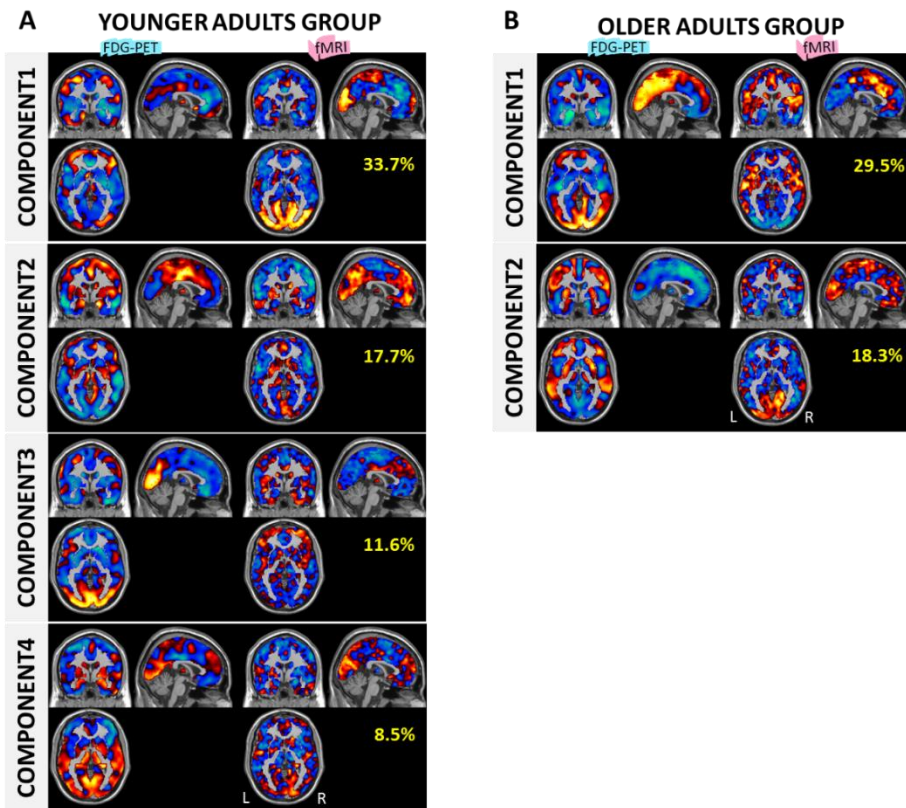 A YOUNGER ADULTS GROUP
FDG-PET fMRI
COMPONENT1
33.7%
COMPONENT2
17.7%
COMPONENT3
11.6%
COMPONENT4
8.5%
L R
B OLDER ADULTS GROUP
FDG-PET fMRI
COMPONENT1
29.5%
COMPONENT2
18.3%
L R